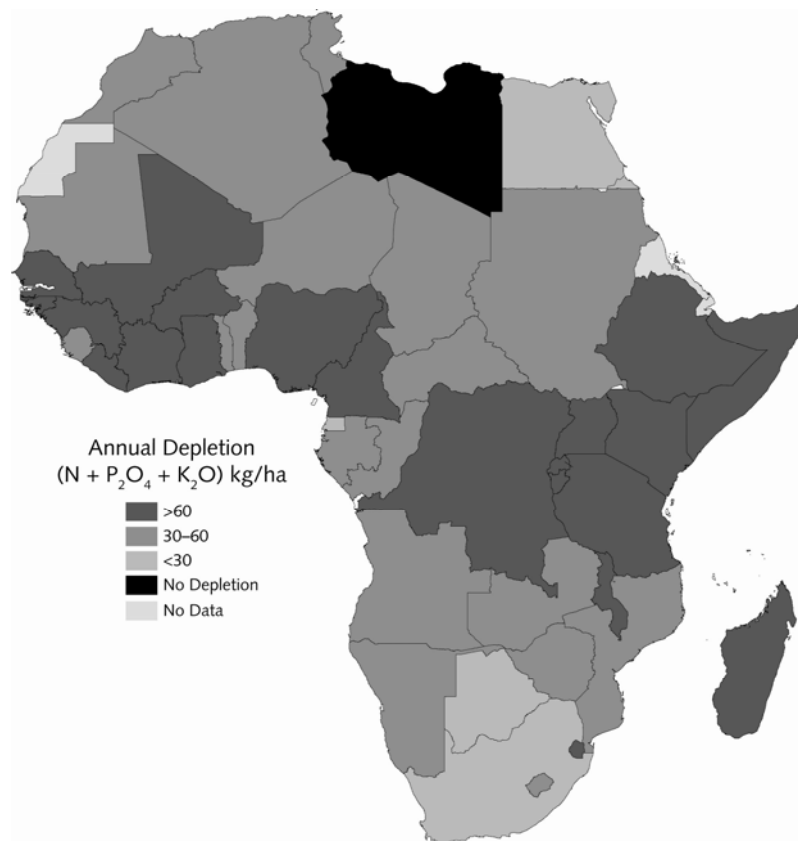 Annual Depletion
(N + P₂O₄ + K₂O) kg/ha
>60
30–60
<30
No Depletion
No Data